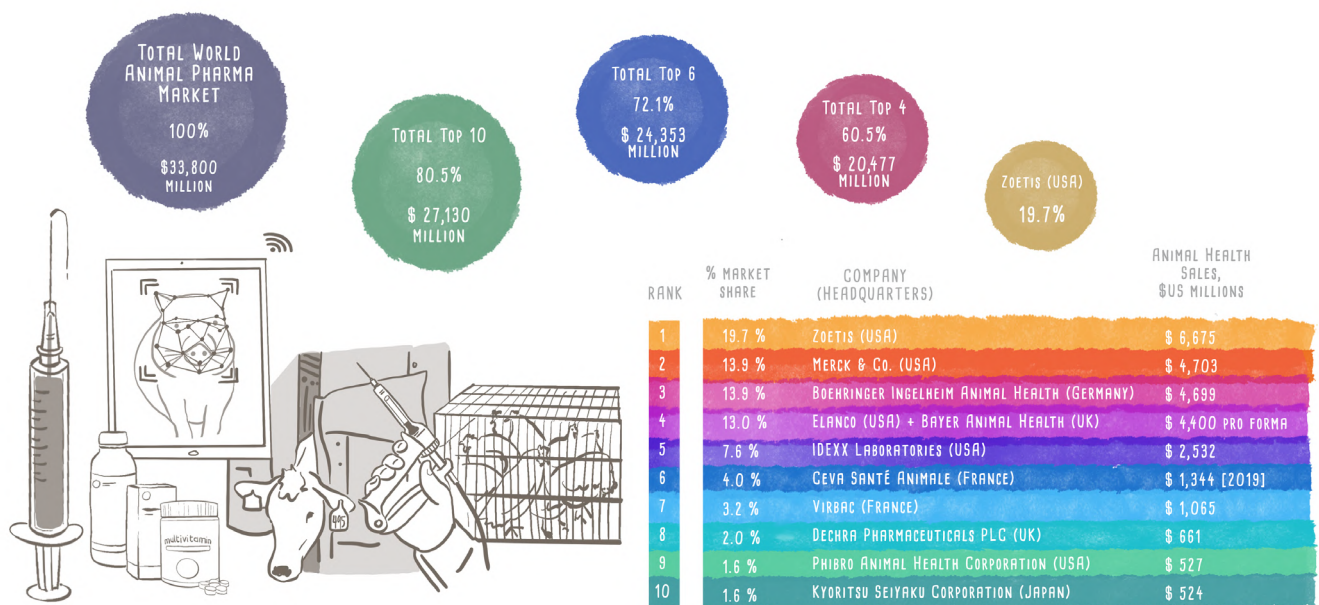 TOTAL WORLD
ANIMAL PHARMA
MARKET
100%
$33,800
MILLION
TOTAL TOP 10
80.5%
$ 27,130
MILLION
TOTAL TOP 6
72.1%
$ 24,353
MILLION
TOTAL TOP 4
60.5%
$ 20,477
MILLION
ZOETIS (USA)
19.7%
RANK
% MARKET
SHARE
COMPANY
(HEADQUARTERS)
ANIMAL HEALTH
SALES,
$US MILLIONS
1 19.7 % ZOETIS (USA) $ 6,675
2 13.9 % MERCK & CO. (USA) $ 4,703
3 13.9 % BOEHRINGER INGELHEIM ANIMAL HEALTH (GERMANY) $ 4,699
4 13.0 % ELANCO (USA) + BAYER ANIMAL HEALTH (UK) $ 4,400 PRO FORMA
5 7.6 % IDEXX LABORATORIES (USA) $ 2,532
6 4.0 % CEVA SANTÉ ANIMALE (FRANCE) $ 1,344 [2019]
7 3.2 % VIRBAC (FRANCE) $ 1,065
8 2.0 % DECHRA PHARMACEUTICALS PLC (UK) $ 661
9 1.6 % PHIBRO ANIMAL HEALTH CORPORATION (USA) $ 527
10 1.6 % KYORITSU SEIYAKU CORPORATION (JAPAN) $ 524
multivitamin
495